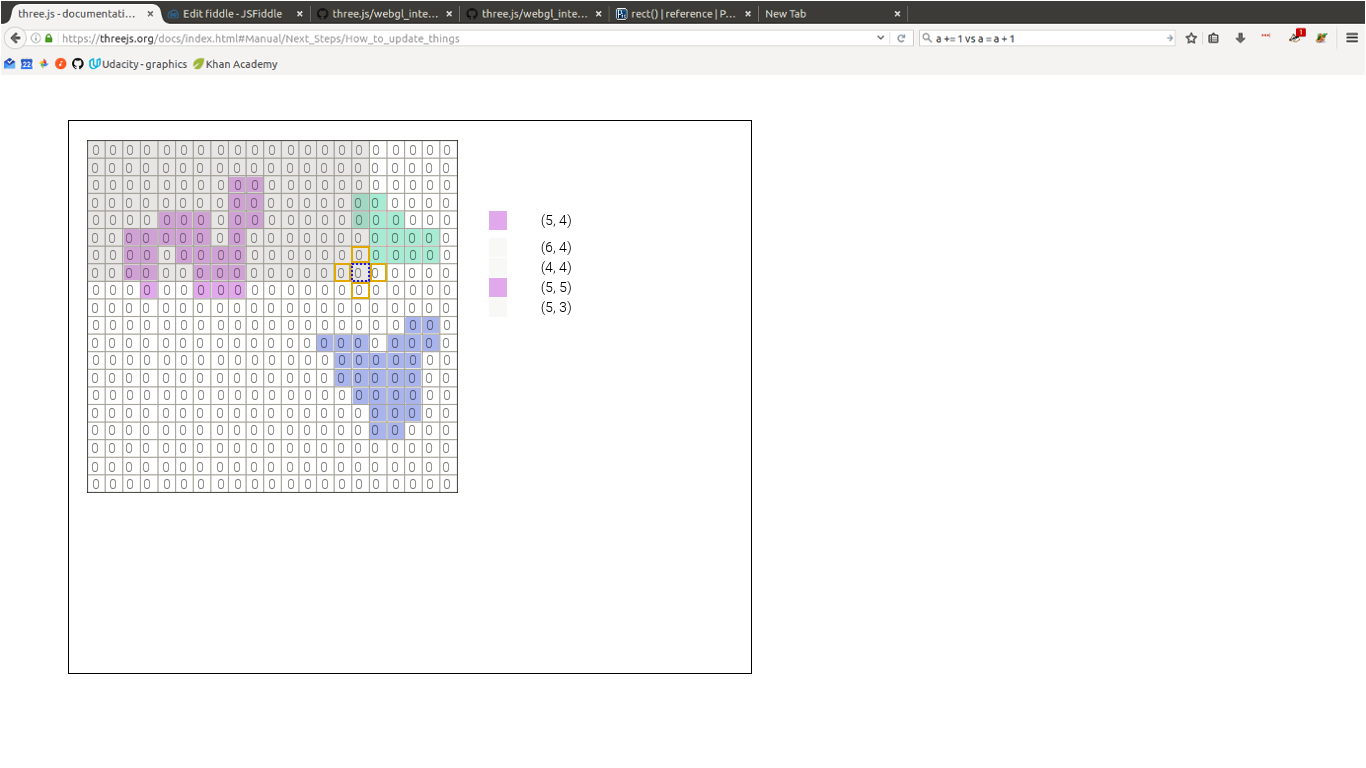 three.js - documentati... Edit fiddle - JSFiddle three.js/webgl_inte... three.js/webgl_inte... rect() | reference | P... New Tab
https://threejs.org/docs/index.html#Manual/Next_Steps/How_to_update_things a += 1 vs a = a + 1 1
Udacity - graphics Khan Academy
0 0 0 0 0 0 0 0 0 0 0 0 0 0 0 0 0 0 0 0 0
0 0 0 0 0 0 0 0 0 0 0 0 0 0 0 0 0 0 0 0 0
0 0 0 0 0 0 0 0 0 0 0 0 0 0 0 0 0 0 0 0 0
0 0 0 0 0 0 0 0 0 0 0 0 0 0 0 0 0 0 0 0 0
0 0 0 0 0 0 0 0 0 0 0 0 0 0 0 0 0 0 0 0 0 (5, 4)
0 0 0 0 0 0 0 0 0 0 0 0 0 0 0 0 0 0 0 0 0
0 0 0 0 0 0 0 0 0 0 0 0 0 0 0 0 0 0 0 0 0 (6, 4)
0 0 0 0 0 0 0 0 0 0 0 0 0 0 0 0 0 0 0 0 0 (4, 4)
0 0 0 0 0 0 0 0 0 0 0 0 0 0 0 0 0 0 0 0 0 (5, 5)
0 0 0 0 0 0 0 0 0 0 0 0 0 0 0 0 0 0 0 0 0 (5, 3)
0 0 0 0 0 0 0 0 0 0 0 0 0 0 0 0 0 0 0 0 0
0 0 0 0 0 0 0 0 0 0 0 0 0 0 0 0 0 0 0 0 0
0 0 0 0 0 0 0 0 0 0 0 0 0 0 0 0 0 0 0 0 0
0 0 0 0 0 0 0 0 0 0 0 0 0 0 0 0 0 0 0 0 0
0 0 0 0 0 0 0 0 0 0 0 0 0 0 0 0 0 0 0 0 0
0 0 0 0 0 0 0 0 0 0 0 0 0 0 0 0 0 0 0 0 0
0 0 0 0 0 0 0 0 0 0 0 0 0 0 0 0 0 0 0 0 0
0 0 0 0 0 0 0 0 0 0 0 0 0 0 0 0 0 0 0 0 0
0 0 0 0 0 0 0 0 0 0 0 0 0 0 0 0 0 0 0 0 0
0 0 0 0 0 0 0 0 0 0 0 0 0 0 0 0 0 0 0 0 0